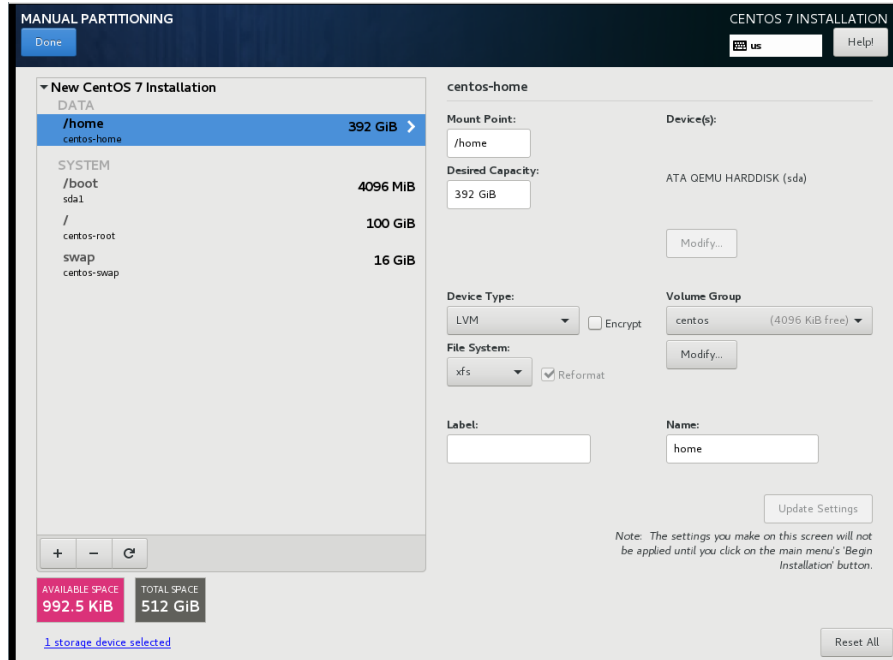 MANUAL PARTITIONING
CENTOS 7 INSTALLATION
Done
us
Help!
New CentOS 7 Installation
DATA
/home
392 GiB
centos-home
SYSTEM
/boot
4096 MiB
sda1
/
100 GiB
centos-root
swap
16 GiB
centos-swap
+ −
AVAILABLE SPACE
992.5 KiB
TOTAL SPACE
512 GiB
1 storage device selected
centos-home
Mount Point:
/home
Device(s):
Desired Capacity:
392 GiB
ATA QEMU HARDDISK (sda)
Modify...
Device Type:
LVM
Encrypt
Volume Group
centos (4096 KiB free)
File System:
xfs
Reformat
Modify...
Label:
Name:
home
Update Settings
Note: The settings you make on this screen will not
be applied until you click on the main menu's 'Begin
Installation' button.
Reset All